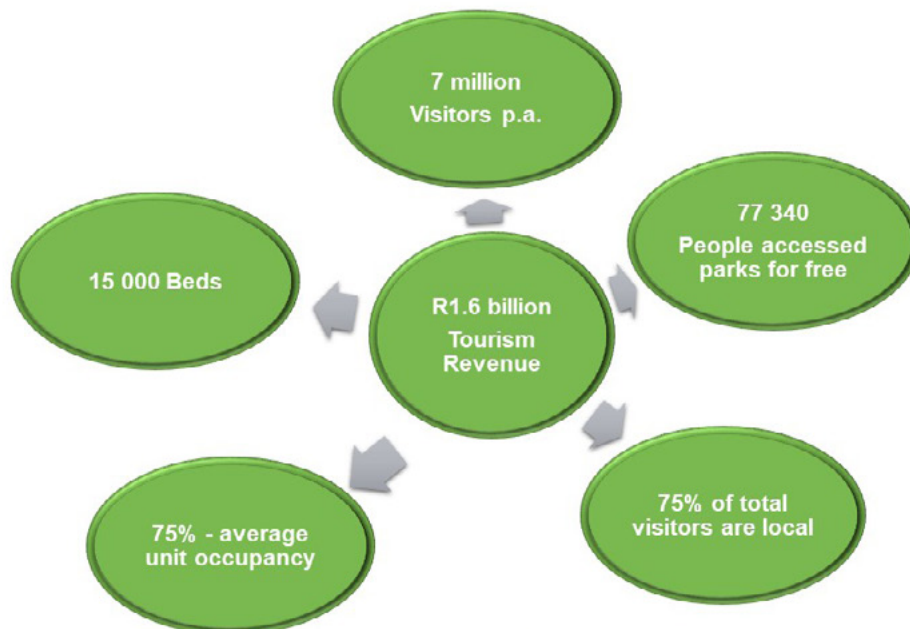 7 million
Visitors p.a.
77 340
People accessed
parks for free
15 000 Beds
R1.6 billion
Tourism
Revenue
75% - average
unit occupancy
75% of total
visitors are local